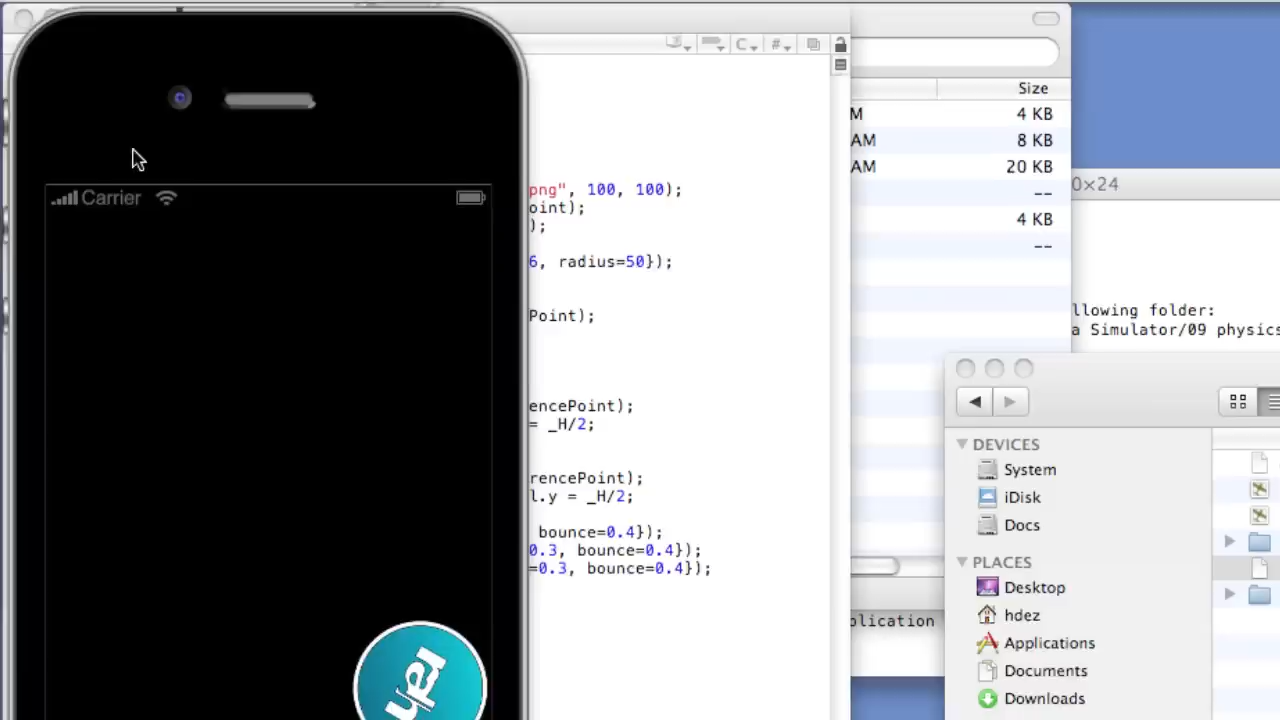 C
#
Size
M
4 KB
AM
8 KB
AM
20 KB
--
4 KB
--
Carrier
png", 100, 100);
oint);
);
6, radius=50});
Point);
encePoint);
= _H/2;
rencePoint);
l.y = _H/2;
bounce=0.4});
0.3, bounce=0.4});
=0.3, bounce=0.4});
0×24
llowing folder:
a Simulator/09 physics
DEVICES
System
iDisk
Docs
PLACES
Desktop
hdez
Applications
Documents
Downloads
plication